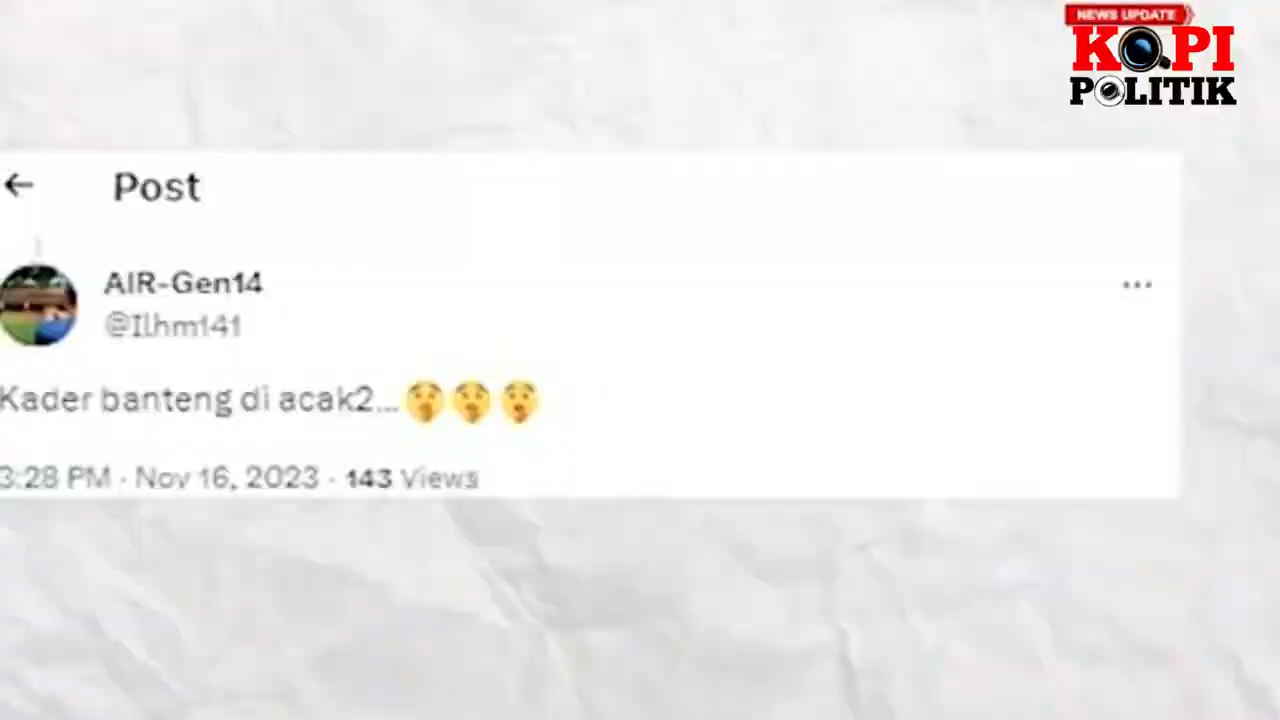 NEWS UPDATE
KOPI
POLITIK
Post
AIR-Gen14
@Ilhm141
Kader banteng di acak2...
3:28 PM · Nov 16, 2023 · 143 Views